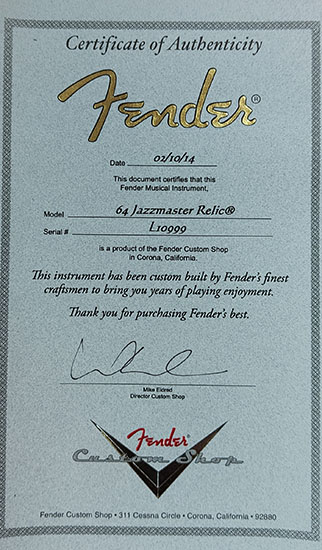 Certificate of Authenticity
Fender®
Date 02/10/14
This document certifies that this
Fender Musical Instrument,
Model 64 Jazzmaster Relic®
Serial # L10999
is a product of the Fender Custom Shop
in Corona, California.
This instrument has been custom built by Fender's finest
craftsmen to bring you years of playing enjoyment.
Thank you for purchasing Fender's best.
Mike Eldred
Director Custom Shop
Fender
Custom Shop
Fender Custom Shop • 311 Cessna Circle • Corona, California • 92880